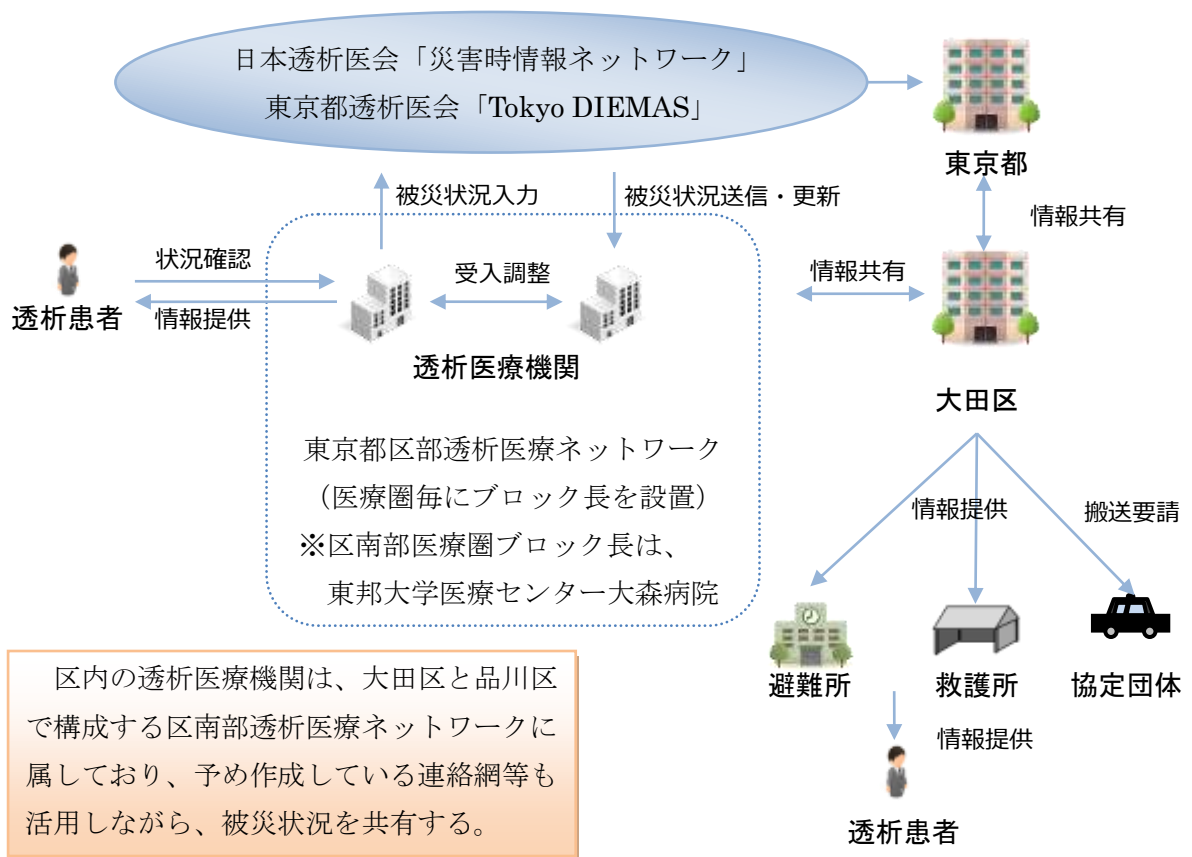 日本透析医会「災害時情報ネットワーク」
東京都透析医会「Tokyo DIEMAS」
東京都
被災状況入力
被災状況送信・更新
情報共有
状況確認
受入調整
情報共有
透析患者
情報提供
透析医療機関
大田区
東京都区部透析医療ネットワーク
（医療圏毎にブロック長を設置）
※区南部医療圏ブロック長は、
東邦大学医療センター大森病院
情報提供
搬送要請
避難所
救護所
協定団体
情報提供
透析患者
区内の透析医療機関は、大田区と品川区
で構成する区南部透析医療ネットワークに
属しており、予め作成している連絡網等も
活用しながら、被災状況を共有する。